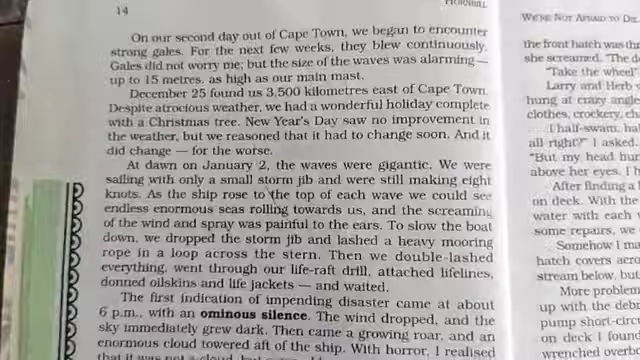 14
HORNBILL
On our second day out of Cape Town, we began to encounter
strong gales. For the next few weeks, they blew continuously.
Gales did not worry me; but the size of the waves was alarming —
up to 15 metres, as high as our main mast.
December 25 found us 3,500 kilometres east of Cape Town.
Despite atrocious weather, we had a wonderful holiday complete
with a Christmas tree. New Year's Day saw no improvement in
the weather, but we reasoned that it had to change soon. And it
did change — for the worse.
At dawn on January 2, the waves were gigantic. We were
sailing with only a small storm jib and were still making eight
knots. As the ship rose to the top of each wave we could see
endless enormous seas rolling towards us, and the screaming
of the wind and spray was painful to the ears. To slow the boat
down, we dropped the storm jib and lashed a heavy mooring
rope in a loop across the stern. Then we double-lashed
everything, went through our life-raft drill, attached lifelines,
donned oilskins and life jackets — and waited.
The first indication of impending disaster came at about
6 p.m., with an ominous silence. The wind dropped, and the
sky immediately grew dark. Then came a growing roar, and an
enormous cloud towered aft of the ship. With horror, I realised
that it was not a cloud, but
WE'RE NOT AFRAID TO
the front hatch was
she screamed.
"Take the wheel"
Larry and Herb
hung at crazy
clothes, crockery,
I half-swam,
all right?" I asked.
"But my head
above her eyes. I
After finding a
on deck. With the
water with each
some repairs, we
Somehow I
hatch covers
stream below, but
More problem
up with the
pump short-
on deck I found
wrenched